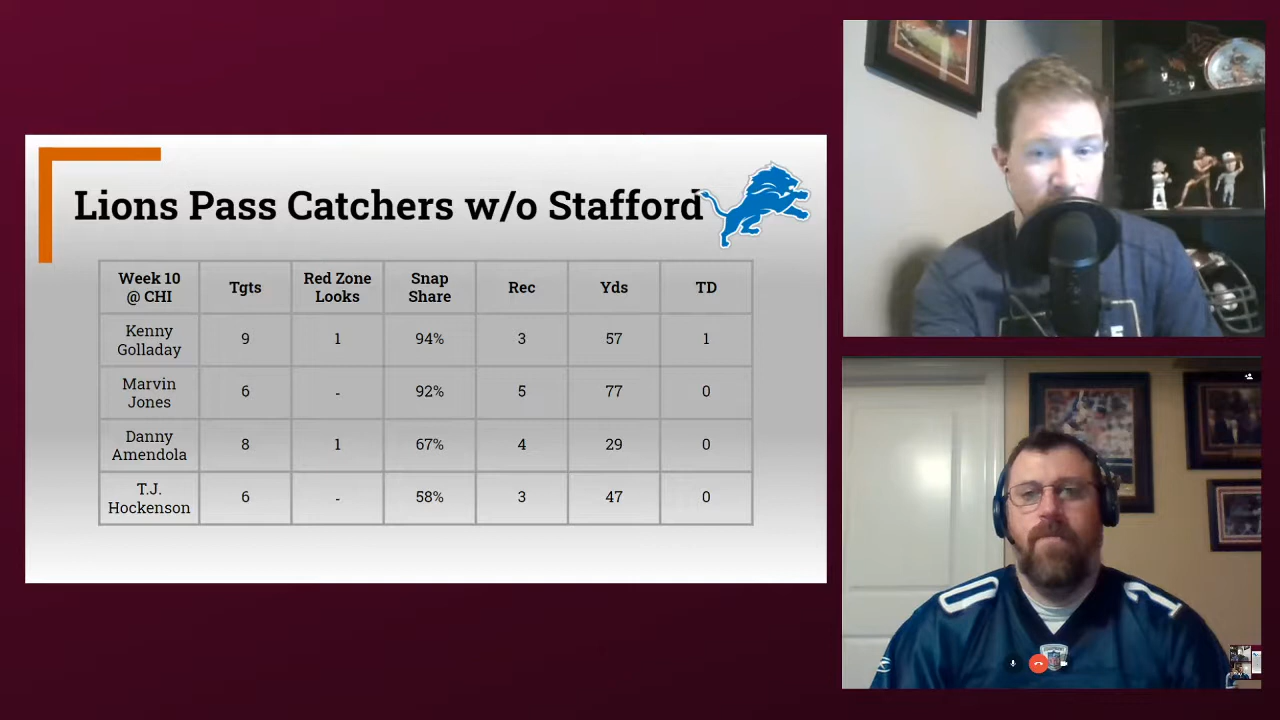 Lions Pass Catchers w/o Stafford
Week 10 @ CHI Tgts Red Zone Looks Snap Share Rec Yds TD
Kenny Golladay 9 1 94% 3 57 1
Marvin Jones 6 - 92% 5 77 0
Danny Amendola 8 1 67% 4 29 0
T.J. Hockenson 6 - 58% 3 47 0
0 1